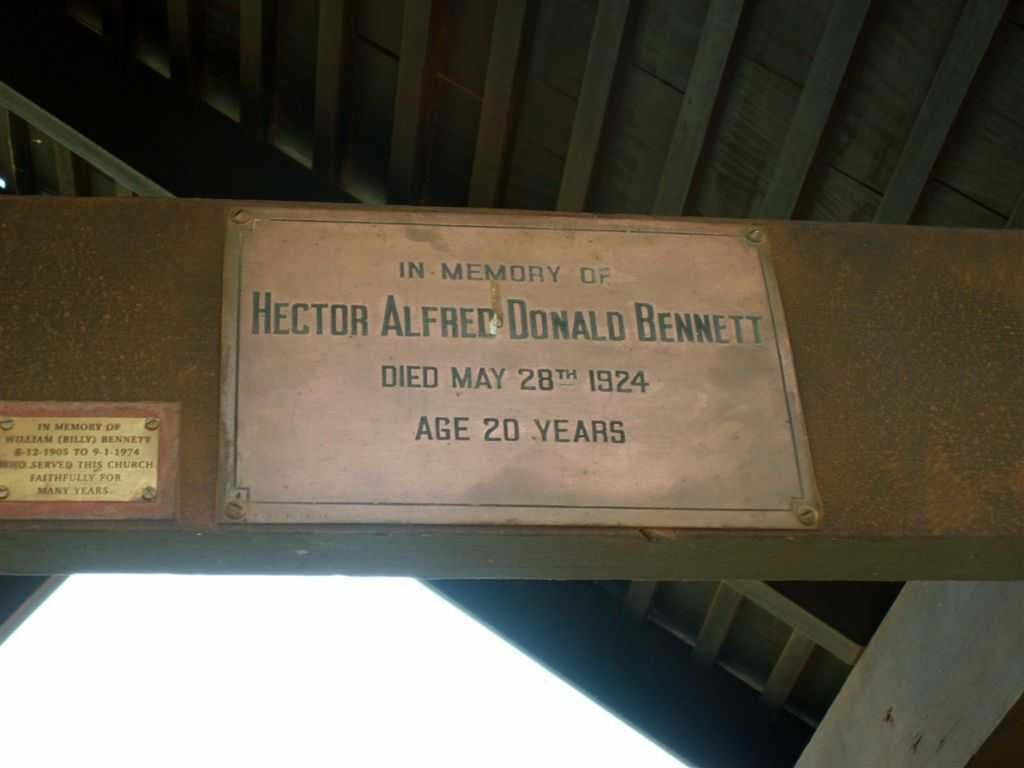 IN MEMORY OF
HECTOR ALFRED DONALD BENNETT
DIED MAY 28TH 1924
AGE 20 YEARS
IN MEMORY OF
WILLIAM (BILLY) BENNETT
8-12-1905 TO 9-1-1974
WHO SERVED THIS CHURCH
FAITHFULLY FOR
MANY YEARS.